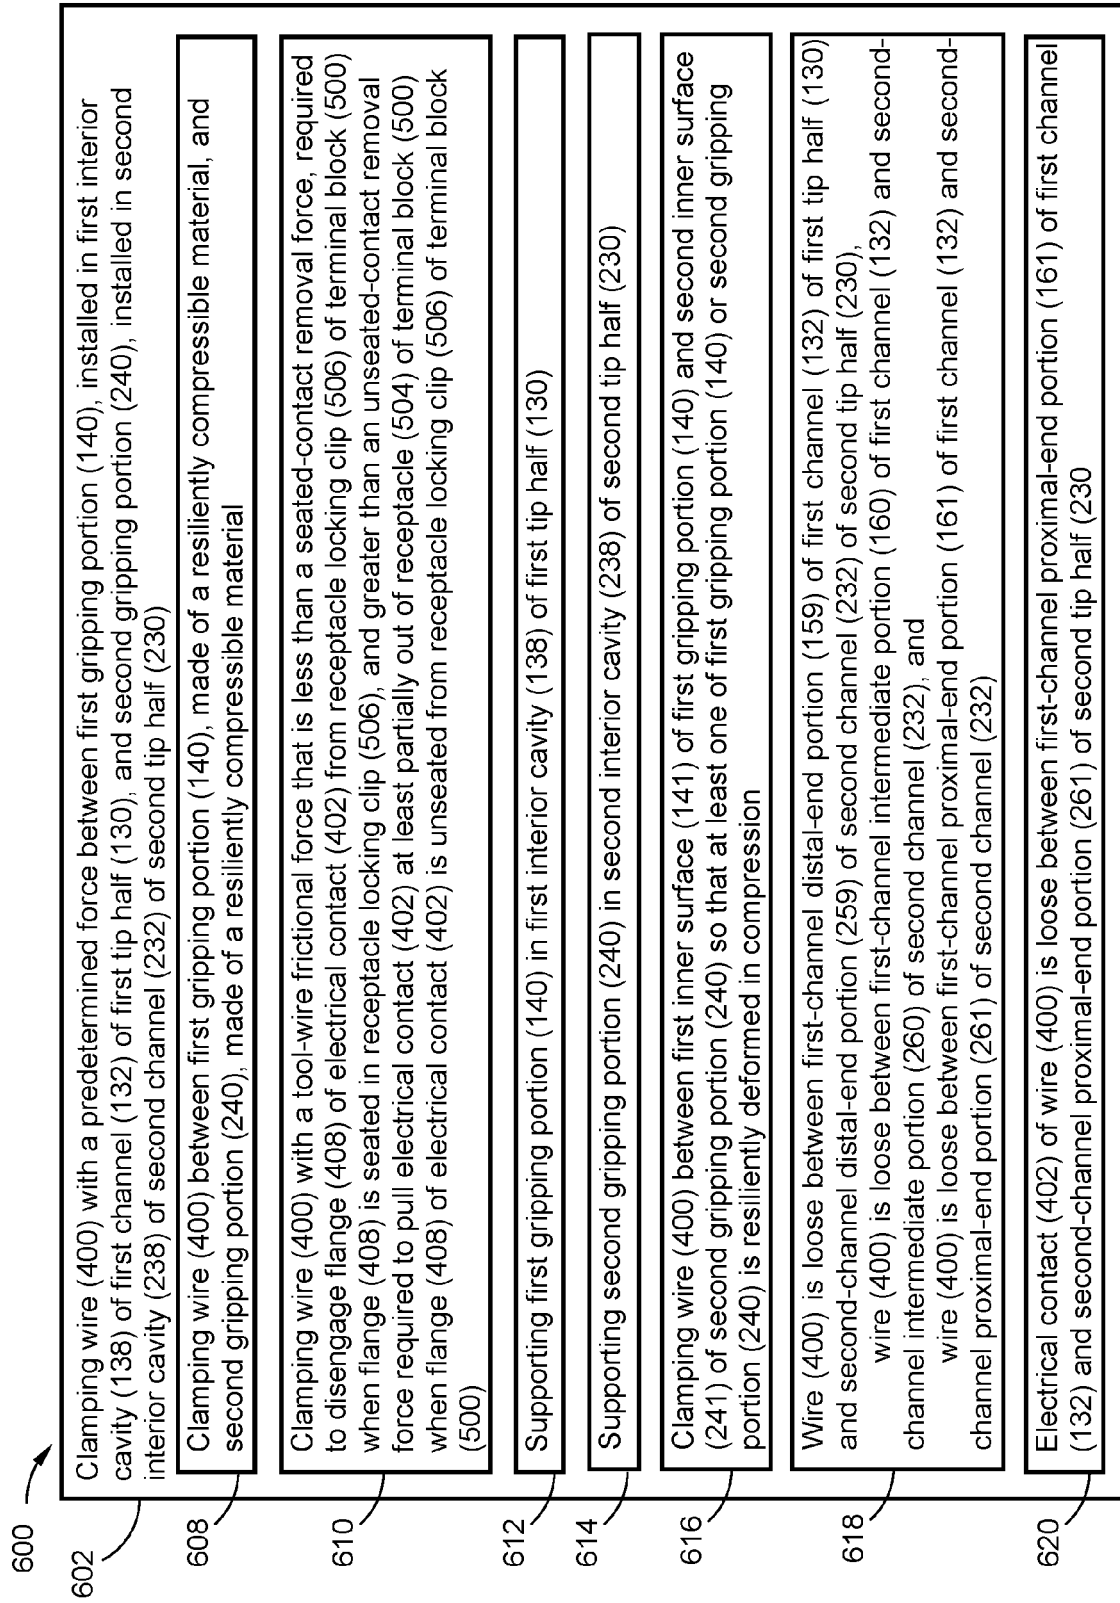 600
602
Clamping wire (400) with a predetermined force between first gripping portion (140), installed in first interior
cavity (138) of first channel (132) of first tip half (130), and second gripping portion (240), installed in second
interior cavity (238) of second channel (232) of second tip half (230)
608
Clamping wire (400) between first gripping portion (140), made of a resiliently compressible material, and
second gripping portion (240), made of a resiliently compressible material
610
Clamping wire (400) with a tool-wire frictional force that is less than a seated-contact removal force, required
to disengage flange (408) of electrical contact (402) from receptacle locking clip (506) of terminal block (500)
when flange (408) is seated in receptacle locking clip (506), and greater than an unseated-contact removal
force required to pull electrical contact (402) at least partially out of receptacle (504) of terminal block (500)
when flange (408) of electrical contact (402) is unseated from receptacle locking clip (506) of terminal block
(500)
612
Supporting first gripping portion (140) in first interior cavity (138) of first tip half (130)
614
Supporting second gripping portion (240) in second interior cavity (238) of second tip half (230)
616
Clamping wire (400) between first inner surface (141) of first gripping portion (140) and second inner surface
(241) of second gripping portion (240) so that at least one of first gripping portion (140) or second gripping
portion (240) is resiliently deformed in compression
618
Wire (400) is loose between first-channel distal-end portion (159) of first channel (132) of first tip half (130)
and second-channel distal-end portion (259) of second channel (232) of second tip half (230),
wire (400) is loose between first-channel intermediate portion (160) of first channel (132) and second-
channel intermediate portion (260) of second channel (232), and
wire (400) is loose between first-channel proximal-end portion (161) of first channel (132) and second-
channel proximal-end portion (261) of second channel (232)
620
Electrical contact (402) of wire (400) is loose between first-channel proximal-end portion (161) of first channel
(132) and second-channel proximal-end portion (261) of second tip half (230